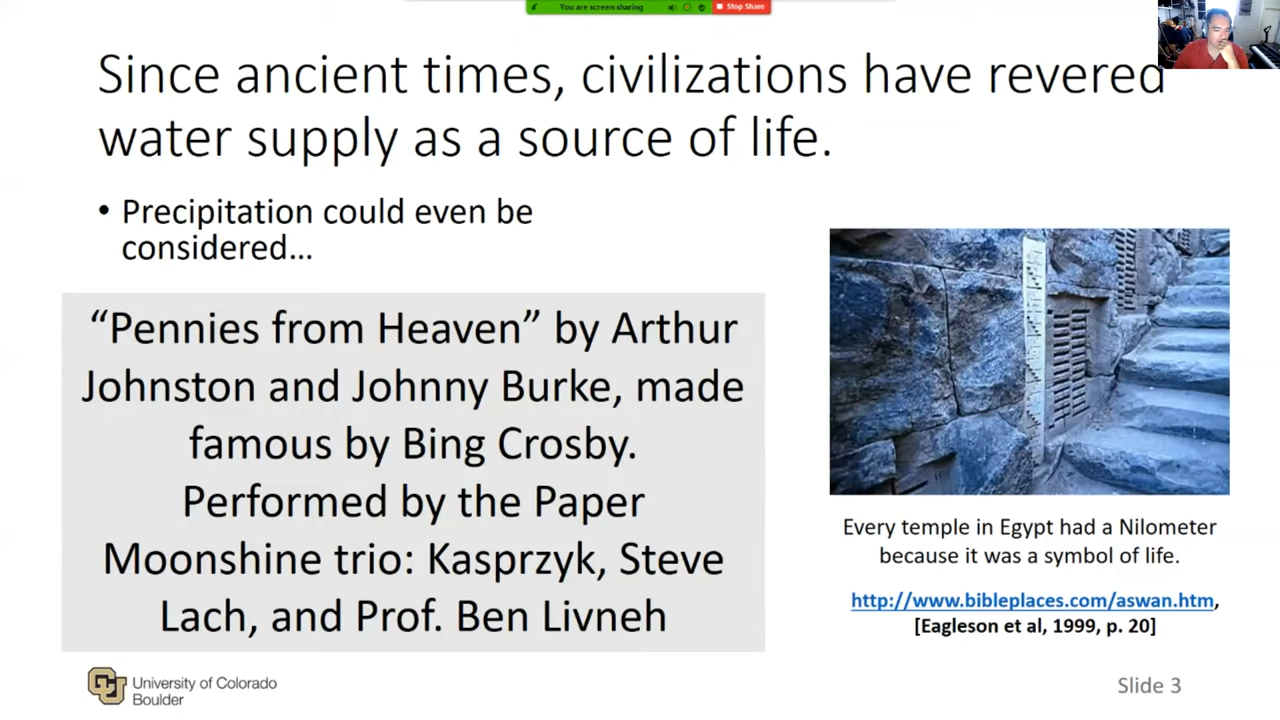 You are screen sharing
Stop Share
Since ancient times, civilizations have revered
water supply as a source of life.
• Precipitation could even be
considered…
“Pennies from Heaven” by Arthur
Johnston and Johnny Burke, made
famous by Bing Crosby.
Performed by the Paper
Moonshine trio: Kasprzyk, Steve
Lach, and Prof. Ben Livneh
Every temple in Egypt had a Nilometer
because it was a symbol of life.
http://www.bibleplaces.com/aswan.htm,
[Eagleson et al, 1999, p. 20]
University of Colorado
Boulder
Slide 3